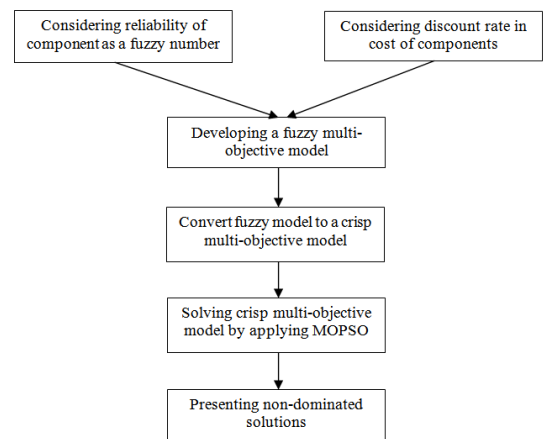 Considering reliability of
component as a fuzzy number
Considering discount rate in
cost of components
Developing a fuzzy multi-
objective model
Convert fuzzy model to a crisp
multi-objective model
Solving crisp multi-objective
model by applying MOPSO
Presenting non-dominated
solutions